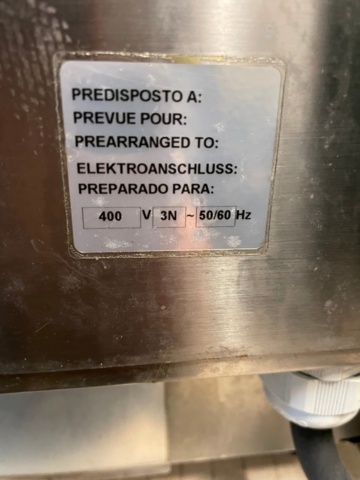 PREDISPOSTO A:
PREVUE POUR:
PREARRANGED TO:
ELEKTROANSCHLUSS:
PREPARADO PARA:
400 V 3N ~ 50/60 Hz